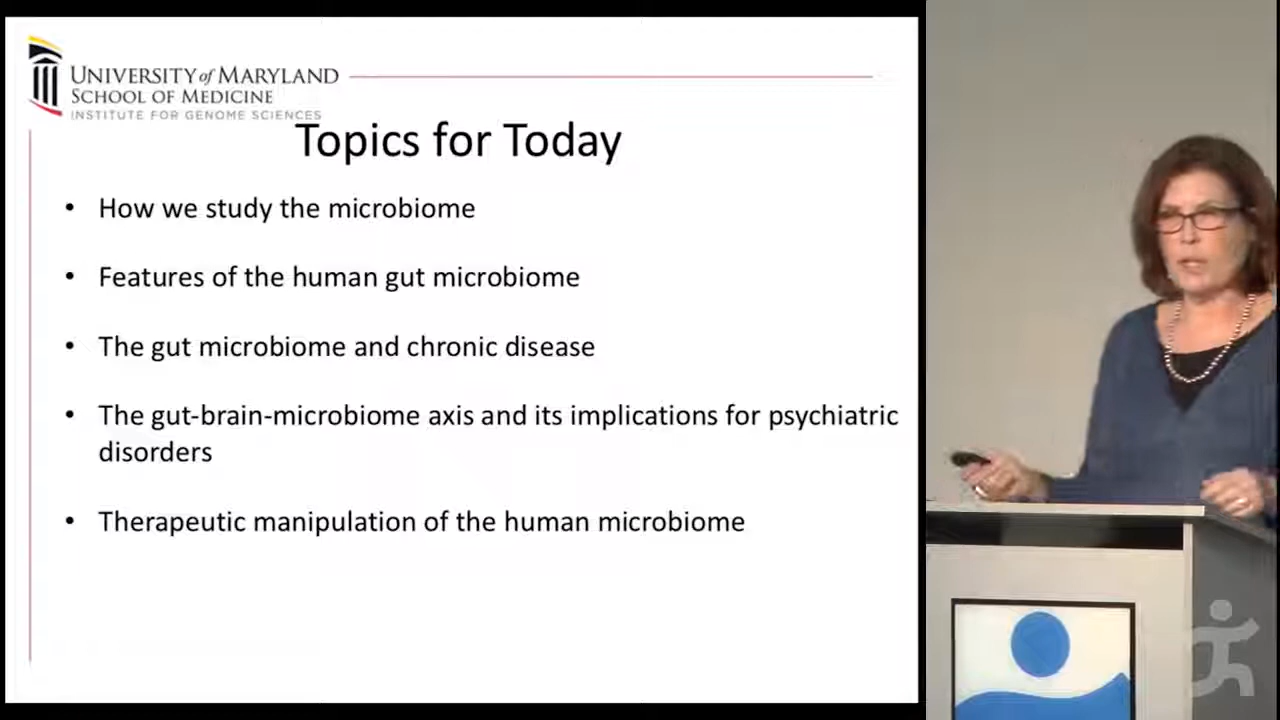 UNIVERSITY of MARYLAND
SCHOOL OF MEDICINE
INSTITUTE FOR GENOME SCIENCES
Topics for Today
• How we study the microbiome
• Features of the human gut microbiome
• The gut microbiome and chronic disease
• The gut-brain-microbiome axis and its implications for psychiatric
disorders
• Therapeutic manipulation of the human microbiome